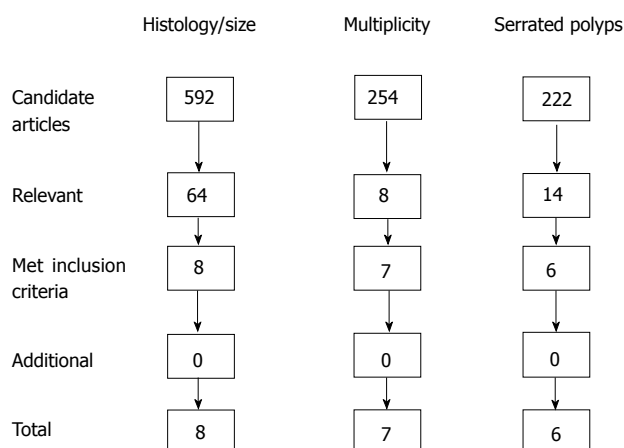 Histology/size Multiplicity Serrated polyps
Candidate articles 592 254 222
Relevant 64 8 14
Met inclusion criteria 8 7 6
Additional 0 0 0
Total 8 7 6